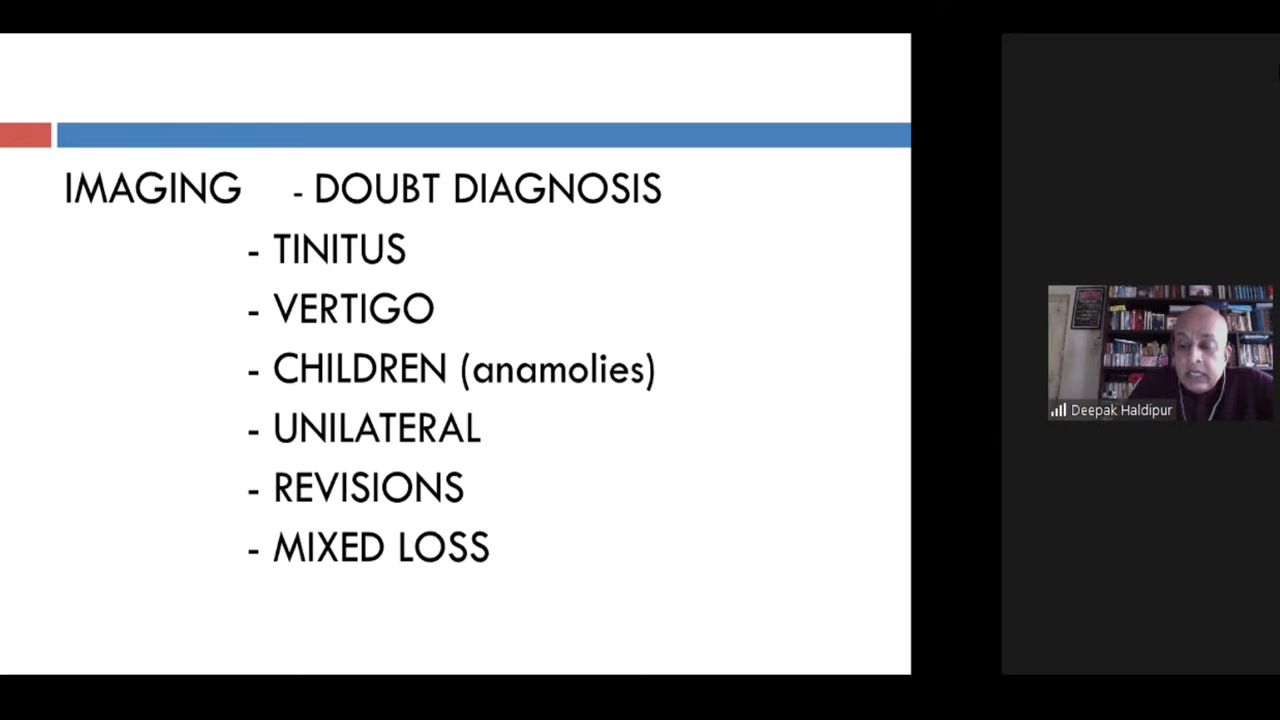 IMAGING - DOUBT DIAGNOSIS
- TINITUS
- VERTIGO
- CHILDREN (anamolies)
- UNILATERAL
- REVISIONS
- MIXED LOSS
Deepak Haldipur